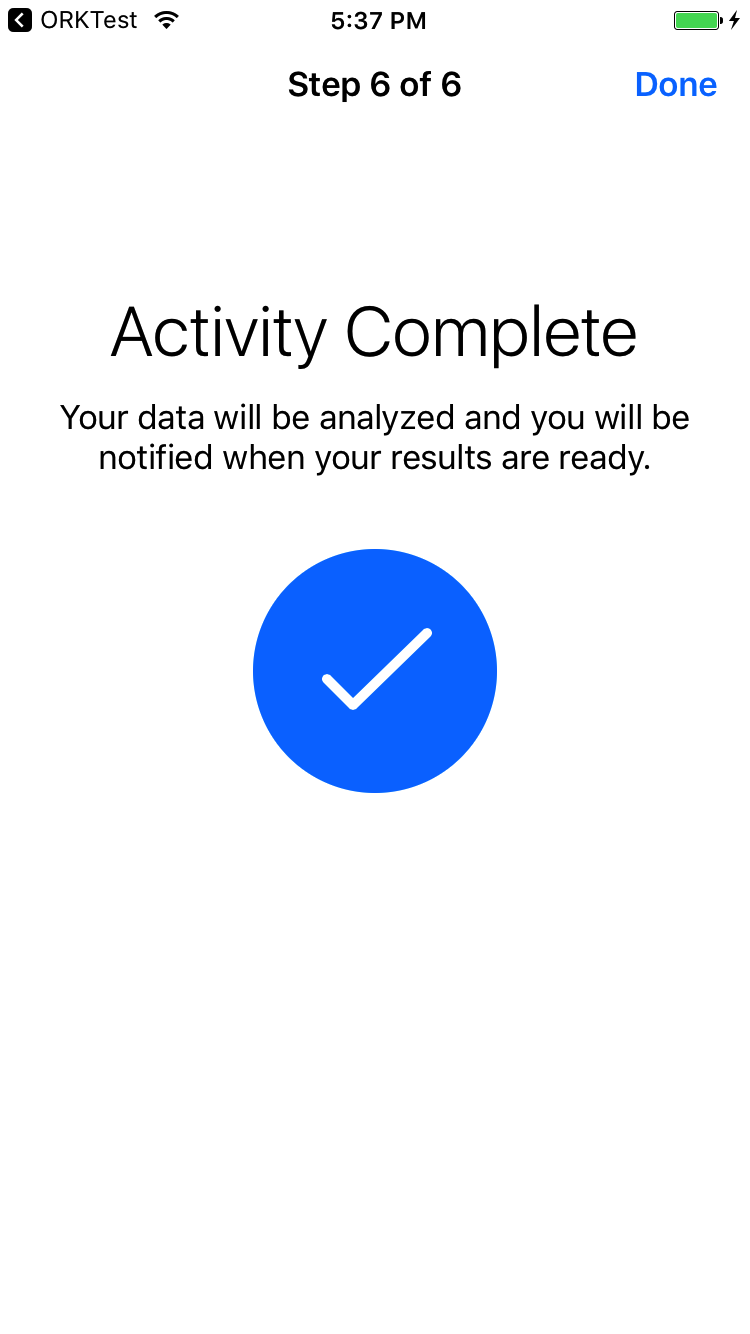 ORKTest
5:37 PM
Step 6 of 6
Done
Activity Complete
Your data will be analyzed and you will be
notified when your results are ready.